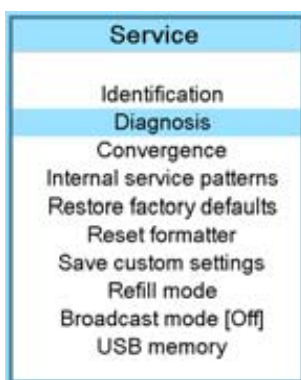 Service
Identification
Diagnosis
Convergence
Internal service patterns
Restore factory defaults
Reset formatter
Save custom settings
Refill mode
Broadcast mode [Off]
USB memory